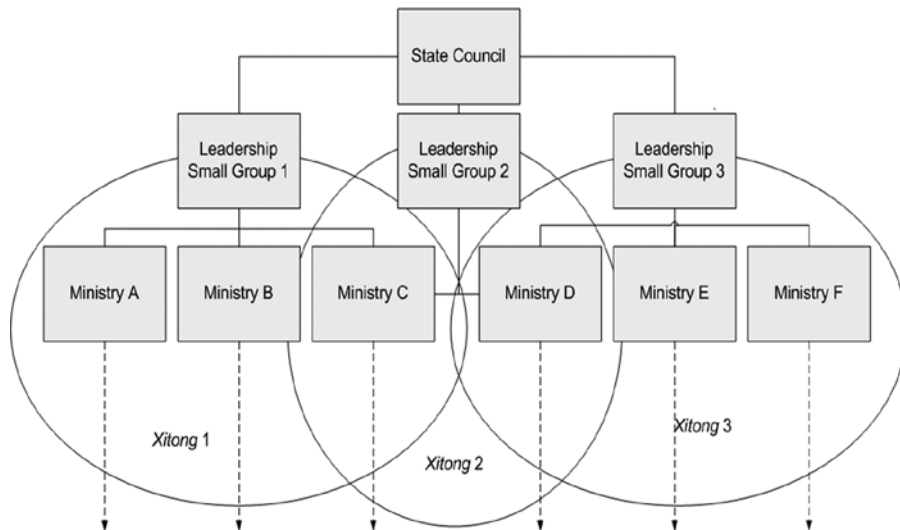 State Council
Leadership
Small Group 1
Leadership
Small Group 2
Leadership
Small Group 3
Ministry A
Ministry B
Ministry C
Ministry D
Ministry E
Ministry F
Xitong 1
Xitong 2
Xitong 3